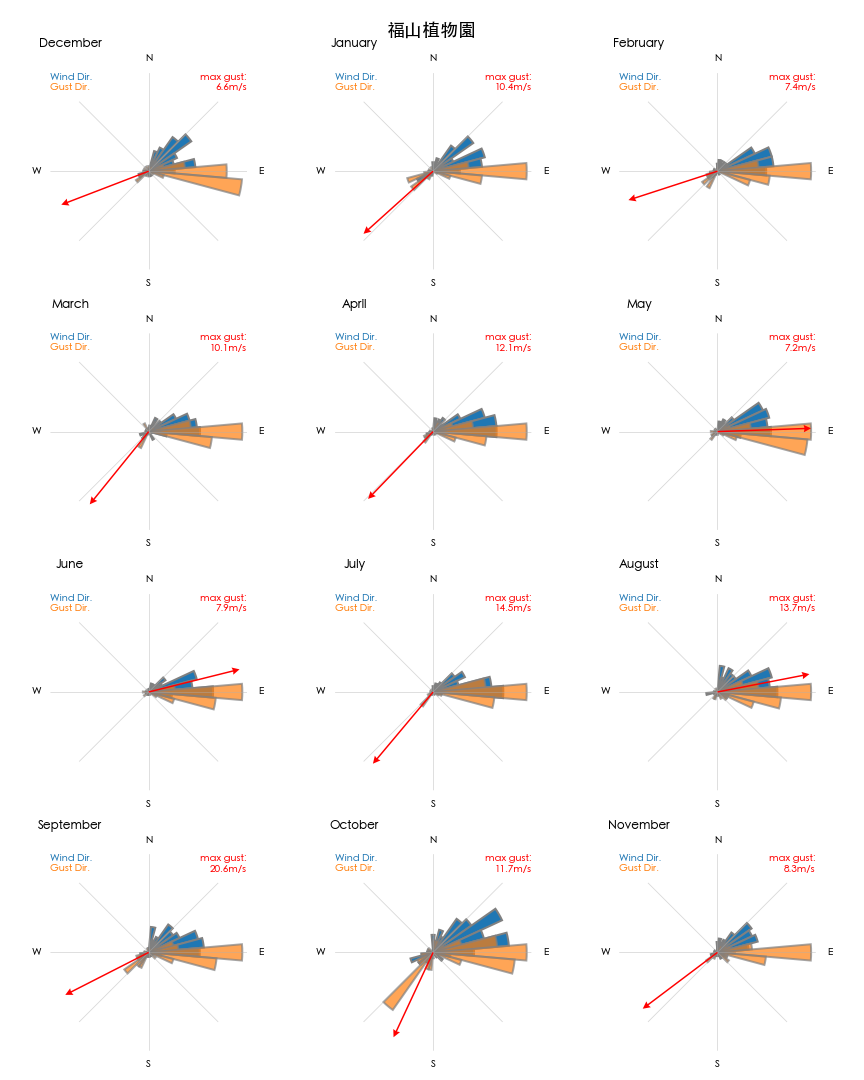 福山植物園
December
January
February
N
N
N
Wind Dir.
max gust:
Wind Dir.
max gust:
Wind Dir.
max gust:
Gust Dir.
6.6m/s
Gust Dir.
10.4m/s
Gust Dir.
7.4m/s
W
E
W
E
W
E
S
S
S
March
April
May
N
N
N
Wind Dir.
max gust:
Wind Dir.
max gust:
Wind Dir.
max gust:
Gust Dir.
10.1m/s
Gust Dir.
12.1m/s
Gust Dir.
7.2m/s
W
E
W
E
W
E
S
S
S
June
July
August
N
N
N
Wind Dir.
max gust:
Wind Dir.
max gust:
Wind Dir.
max gust:
Gust Dir.
7.9m/s
Gust Dir.
14.5m/s
Gust Dir.
13.7m/s
W
E
W
E
W
E
S
S
S
September
October
November
N
N
N
Wind Dir.
max gust:
Wind Dir.
max gust:
Wind Dir.
max gust:
Gust Dir.
20.6m/s
Gust Dir.
11.7m/s
Gust Dir.
8.3m/s
W
E
W
E
W
E
S
S
S